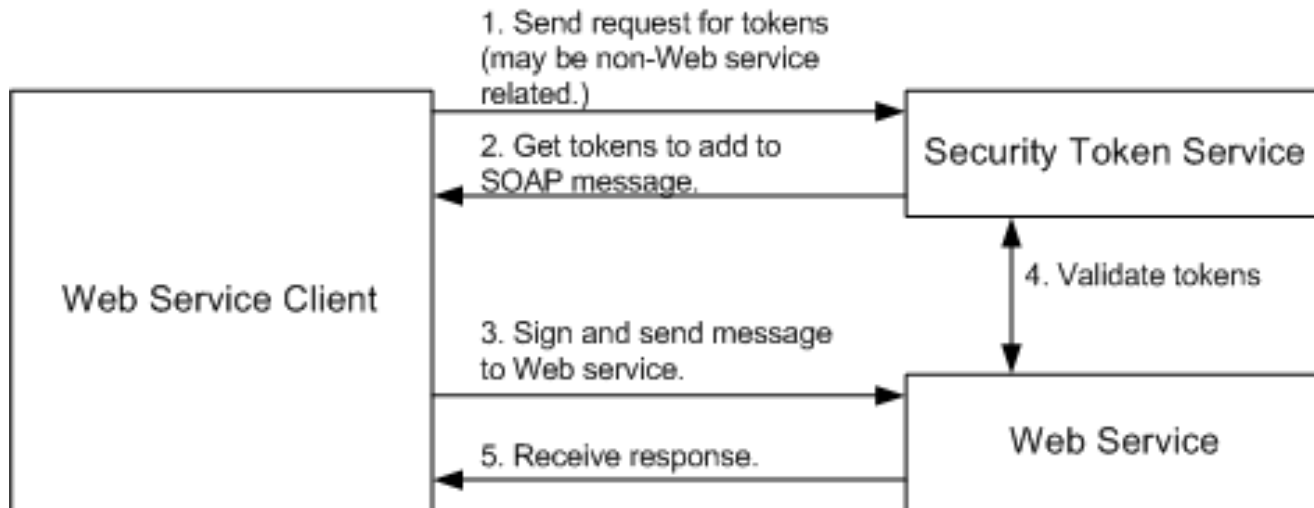 1. Send request for tokens
(may be non-Web service
related.)
2. Get tokens to add to
SOAP message.
Security Token Service
4. Validate tokens
Web Service Client
3. Sign and send message
to Web service.
Web Service
5. Receive response.